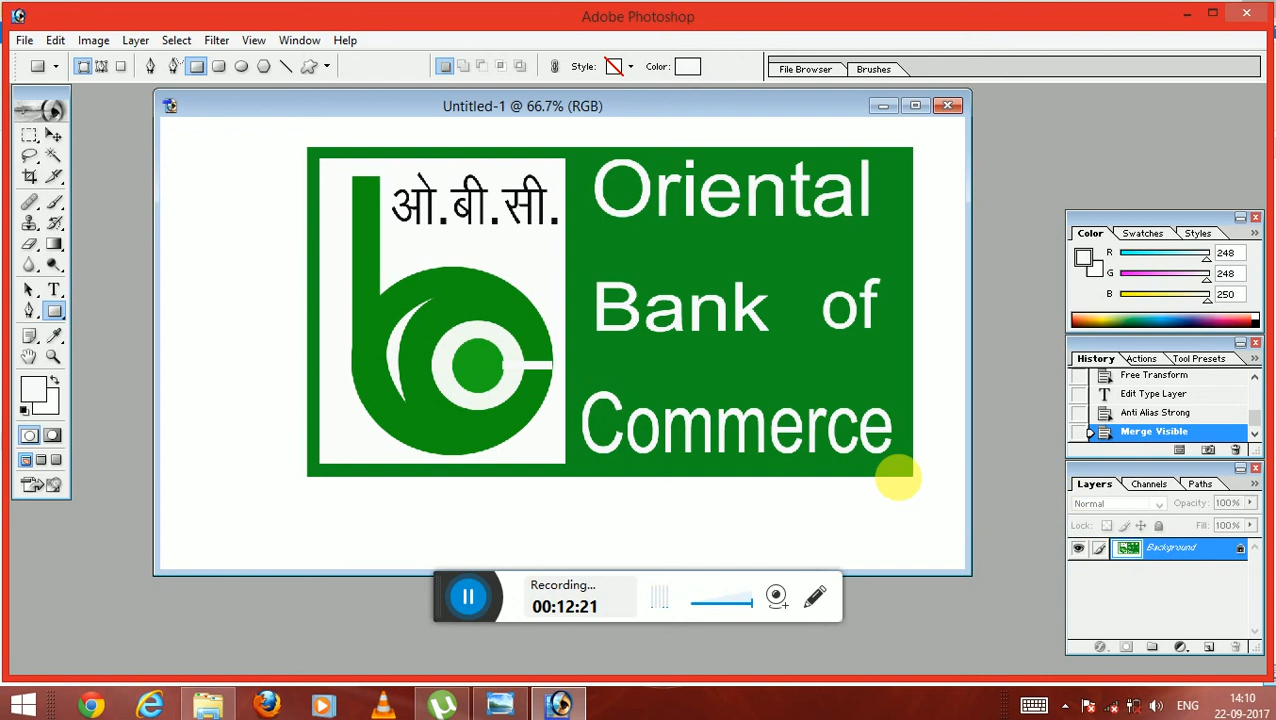 Adobe Photoshop
File Edit Image Layer Select Filter View Window Help
Style: Color: File Browser Brushes
Untitled-1 @ 66.7% (RGB)
ओ.बी.सी.
Oriental
Bank of
Commerce
Color Swatches Styles
R 248
G 248
B 250
History Actions Tool Presets
Free Transform
T Edit Type Layer
Anti Alias Strong
Merge Visible
Layers Channels Paths
Normal Opacity: 100%
Lock: Fill: 100%
Background
Recording...
00:12:21
ENG
14:10
22-09-2017